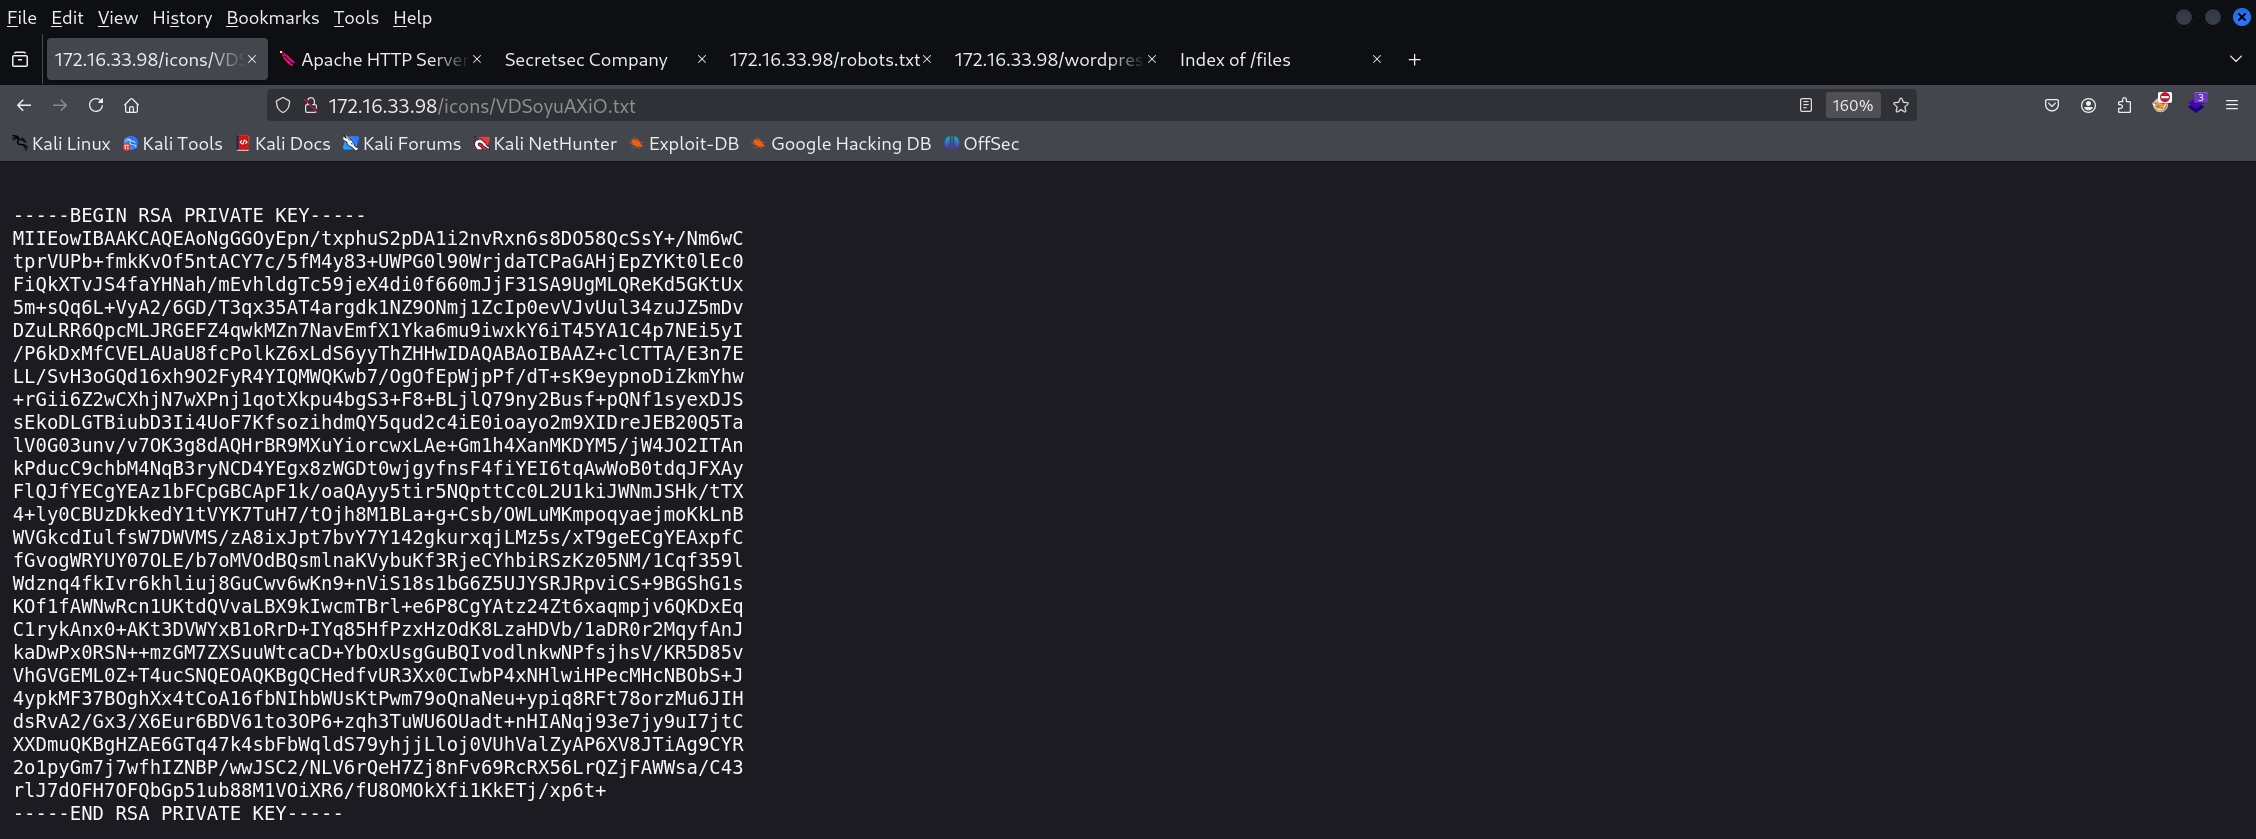 File Edit View History Bookmarks Tools Help
172.16.33.98/icons/VDS Apache HTTP Server Secretsec Company 172.16.33.98/robots.txt 172.16.33.98/wordpres Index of /files
172.16.33.98/icons/VDSoyuAXiO.txt 160% 3
Kali Linux Kali Tools Kali Docs Kali Forums Kali NetHunter Exploit-DB Google Hacking DB OffSec
-----BEGIN RSA PRIVATE KEY-----
MIIEowIBAAKCAQEAoNgGGOyEpn/txphuS2pDA1i2nvRxn6s8DO58QcSsY+/Nm6wC
tprVUPb+fmkKvOf5ntACY7c/5fM4y83+UWPG0l90WrjdaTCPaGAHjEpZYKt0lEc0
FiQkXTvJS4faYHNah/mEvhldgTc59jeX4di0f660mJjF31SA9UgMLQReKd5GKtUx
5m+sQq6L+VyA2/6GD/T3qx35AT4argdk1NZ9ONmj1ZcIp0evVJvUul34zuJZ5mDv
DZuLRR6QpcMLJRGEFZ4qwkMZn7NavEmfX1Yka6mu9iwxkY6iT45YA1C4p7NEi5yI
/P6kDxMfCVELAUaU8fcPolkZ6xLdS6yyThZHHwIDAQABAoIBAAZ+clCTTA/E3n7E
LL/SvH3oGQd16xh9O2FyR4YIQMWQKwb7/OgOfEpWjpPf/dT+sK9eypnoDiZkmYhw
+rGii6Z2wCXhjN7wXPnj1qotXkpu4bgS3+F8+BLjlQ79ny2Busf+pQNf1syexDJS
sEkoDLGTBiubD3Ii4UoF7KfsozihdmQY5qud2c4iE0ioayo2m9XIDreJEB20Q5Ta
lV0G03unv/v7OK3g8dAQHrBR9MXuYiorcwxLAe+Gm1h4XanMKDYM5/jW4JO2ITAn
kPducC9chbM4NqB3ryNCD4YEgx8zWGDt0wjgyfnsF4fiYEI6tqAwWoB0tdqJFXAy
FlQJfYECgYEAz1bFCpGBCApF1k/oaQAyy5tir5NQpttCc0L2U1kiJWNmJSHk/tTX
4+ly0CBUzDkkedY1tVYK7TuH7/tOjh8M1BLa+g+Csb/OWLuMKmpoqyaejmoKkLnB
WVGkcdIulfsW7DWVMS/zA8ixJpt7bvY7Y142gkurxqjLMz5s/xT9geECgYEAxpfC
fGvogWRYUY07OLE/b7oMVOdBQsmlnaKVybuKf3RjeCYhbiRSzKz05NM/1Cqf359l
Wdznq4fkIvr6khliuj8GuCwv6wKn9+nViS18s1bG6Z5UJYSRJRpviCS+9BGShG1s
KOf1fAWNwRcn1UKtdQVvaLBX9kIwcmTBrl+e6P8CgYAtz24Zt6xaqmpjv6QKDxEq
C1rykAnx0+AKt3DVWYxB1oRrD+IYq85HfPzxHzOdK8LzaHDVb/1aDR0r2MqyfAnJ
kaDwPx0RSN++mzGM7ZXSuuWtcaCD+YbOxUsgGuBQIvodlnkwNPfsjhsV/KR5D85v
VhGVGEML0Z+T4ucSNQEOAQKBgQCHedfvUR3Xx0CIwbP4xNHlwiHPecMHcNBObS+J
4ypkMF37BOghXx4tCoA16fbNIhbWUsKtPwm79oQnaNeu+ypiq8RFt78orzMu6JIH
dsRvA2/Gx3/X6Eur6BDV61to3OP6+zqh3TuWU6OUadt+nHIANqj93e7jy9uI7jtC
XXDmuQKBgHZAE6GTq47k4sbFbWqldS79yhjjLloj0VUhValZyAP6XV8JTiAg9CYR
2o1pyGm7j7wfhIZNBP/wwJSC2/NLV6rQeH7Zj8nFv69RcRX56LrQZjFAWWsa/C43
rlJ7dOFH7OFQbGp51ub88M1VOiXR6/fU8OMOkXfi1KkETj/xp6t+
-----END RSA PRIVATE KEY-----